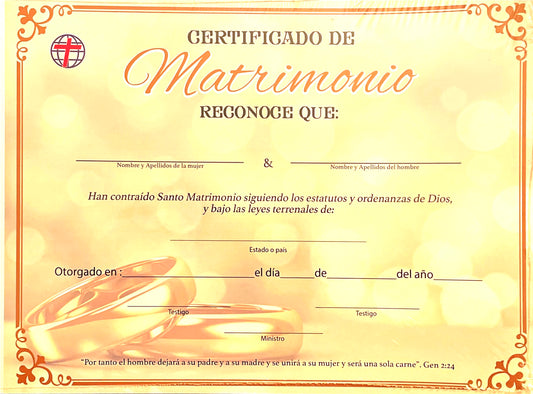 CERTIFICADO DE
Matrimonio
RECONOCE QUE:
&
Nombre y Apellidos de la mujer
Nombre y Apellidos del hombre
Han contraído Santo Matrimonio siguiendo los estatutos y ordenanzas de Dios,
y bajo las leyes terrenales de:
Estado o país
Otorgado en : el día de del año
Testigo Testigo
Ministro
“Por tanto el hombre dejará a su padre y a su madre y se unirá a su mujer y será una sola carne”. Gen 2:24